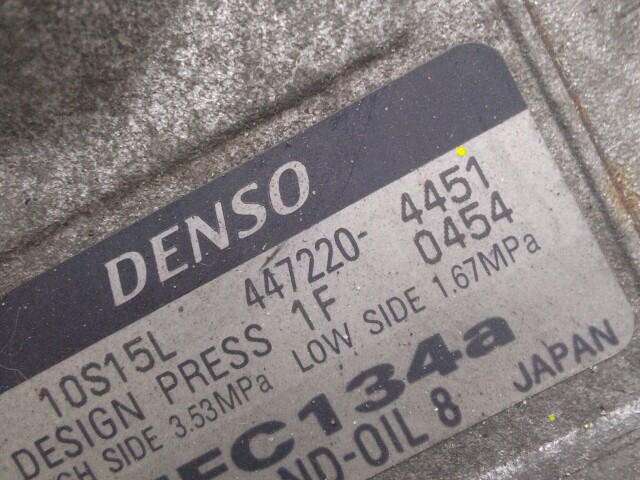 DENSO
10S15L 447220-4451
DESIGN PRESS 1F 0454
SIDE 3.53MPa LOW SIDE 1.67MPa
FC134a
ND-OIL 8 JAPAN